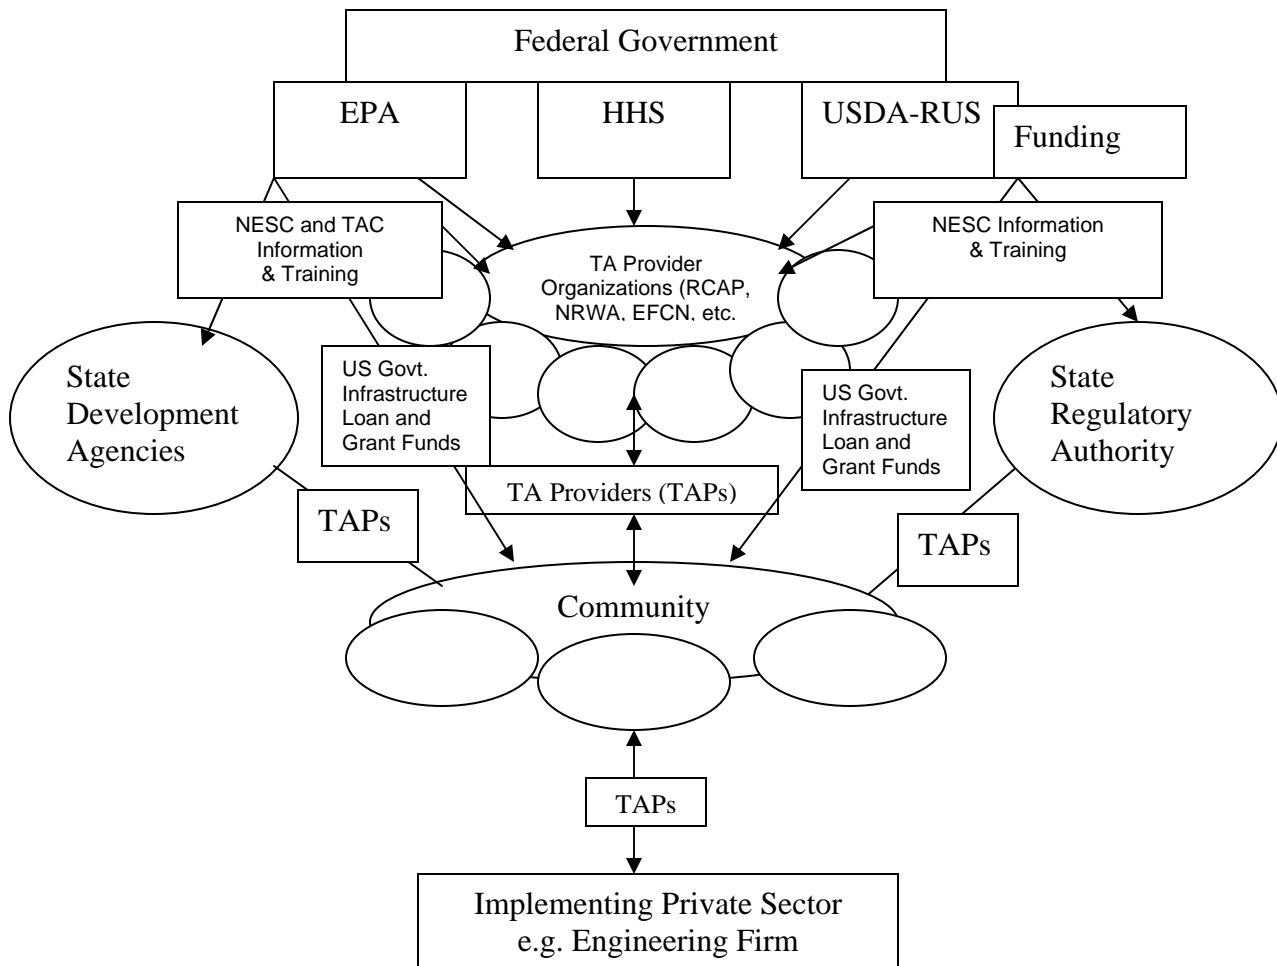 Federal Government
EPA
HHS
USDA-RUS
Funding
NESC and TAC
Information
& Training
TA Provider
Organizations (RCAP,
NRWA, EFCN, etc.
NESC Information
& Training
State
Development
Agencies
US Govt.
Infrastructure
Loan and
Grant Funds
US Govt.
Infrastructure
Loan and
Grant Funds
State
Regulatory
Authority
TA Providers (TAPs)
TAPs
TAPs
Community
TAPs
Implementing Private Sector
e.g. Engineering Firm